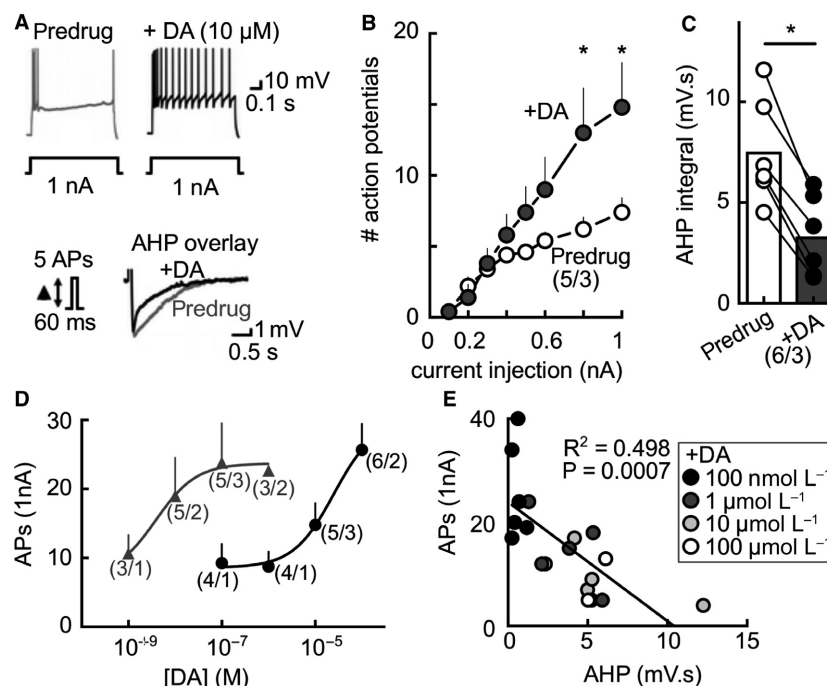 A
Predrug
+ DA (10 µM)
10 mV
0.1 s
1 nA
1 nA
AHP overlay
5 APs
+DA
Predrug
60 ms
1 mV
0.5 s
B
# action potentials
20
10
0
* *
+DA
Predrug
(5/3)
0 0.2 0.6 1
current injection (nA)
C
AHP integral (mV.s)
*
10
5
0
Predrug
+DA
(6/3)
D
APs (1nA)
30
20
10
0
(3/1)
(5/2)
(5/3)
(3/2)
(4/1)
(4/1)
(5/3)
(6/2)
10⁻⁷
10⁻⁵
[DA] (M)
E
APs (1nA)
40
20
0
R² = 0.498
P = 0.0007
+DA
100 nmol L⁻¹
1 µmol L⁻¹
10 µmol L⁻¹
100 µmol L⁻¹
0 5 10 15
AHP (mV.s)